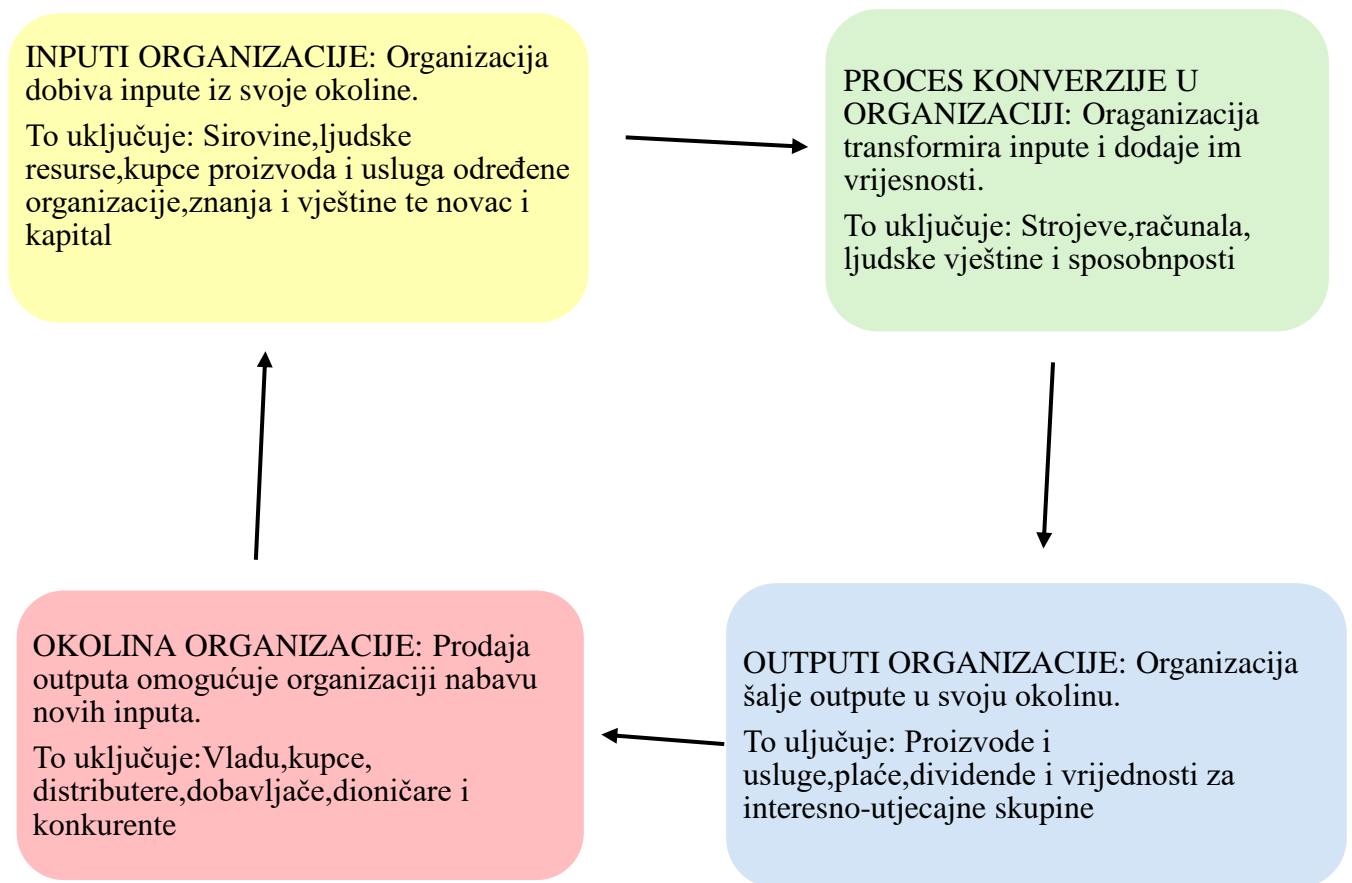 INPUTI ORGANIZACIJE: Organizacija
dobiva inpute iz svoje okoline.
To uključuje: Sirovine,ljudske
resurse,kupce proizvoda i usluga određene
organizacije,znanja i vještine te novac i
kapital
PROCES KONVERZIJE U
ORGANIZACIJI: Oraganizacija
transformira inpute i dodaje im
vrijesnosti.
To uključuje: Strojeve,računala,
ljudske vještine i sposobnposti
OKOLINA ORGANIZACIJE: Prodaja
outputa omogućuje organizaciji nabavu
novih inputa.
To uključuje:Vladu,kupce,
distributere,dobavljače,dioničare i
konkurente
OUTPUTI ORGANIZACIJE: Organizacija
šalje outpute u svoju okolinu.
To uljučuje: Proizvode i
usluge,plaće,dividende i vrijednosti za
interesno-utjecajne skupine